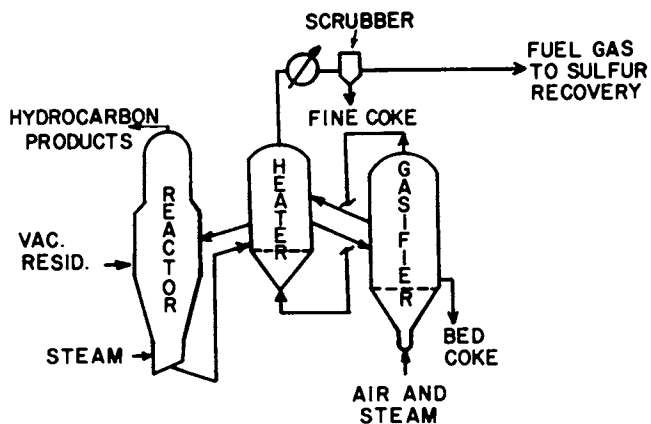 SCRUBBER
FUEL GAS
TO SULFUR
RECOVERY
HYDROCARBON
PRODUCTS
FINE COKE
REACTOR
HEATER
GASIFIER
VAC.
RESID.
STEAM
BED
COKE
AIR AND
STEAM